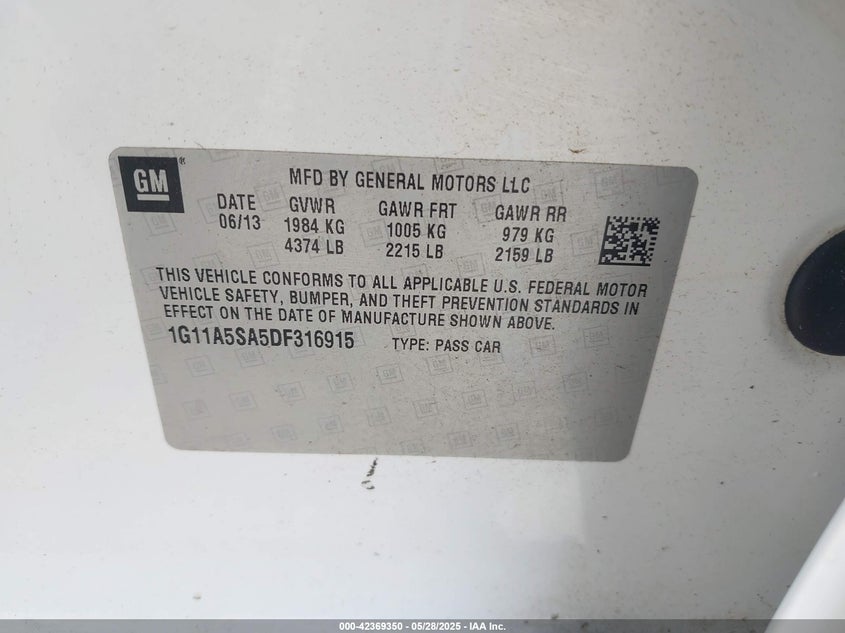 GM®
MFD BY GENERAL MOTORS LLC
DATE GVWR GAWR FRT GAWR RR
06/13 1984 KG 1005 KG 979 KG
4374 LB 2215 LB 2159 LB
THIS VEHICLE CONFORMS TO ALL APPLICABLE U.S. FEDERAL MOTOR
VEHICLE SAFETY, BUMPER, AND THEFT PREVENTION STANDARDS IN
EFFECT ON THE DATE OF MANUFACTURE SHOWN ABOVE.
1G11A5SA5DF316915 TYPE: PASS CAR
000-42369350 - 05/28/2025 - IAA Inc.